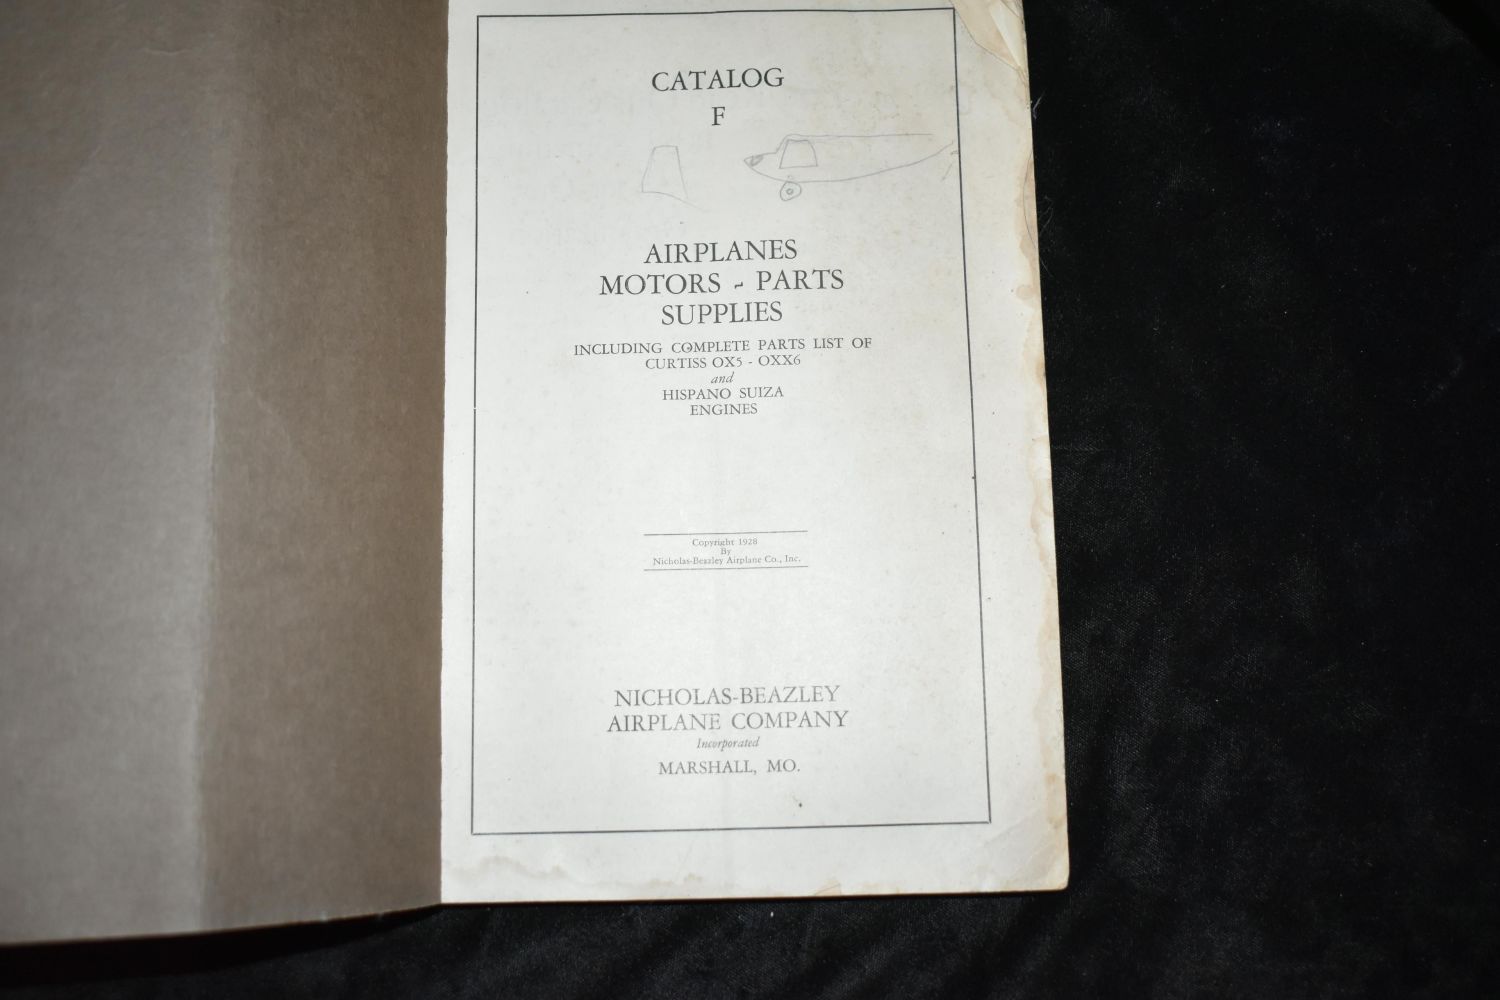 CATALOG
F
AIRPLANES
MOTORS - PARTS
SUPPLIES
INCLUDING COMPLETE PARTS LIST OF
CURTISS OX5 - OXX6
and
HISPANO SUIZA
ENGINES
Copyright 1928
By
Nicholas-Beazley Airplane Co., Inc.
NICHOLAS-BEAZLEY
AIRPLANE COMPANY
Incorporated
MARSHALL, MO.